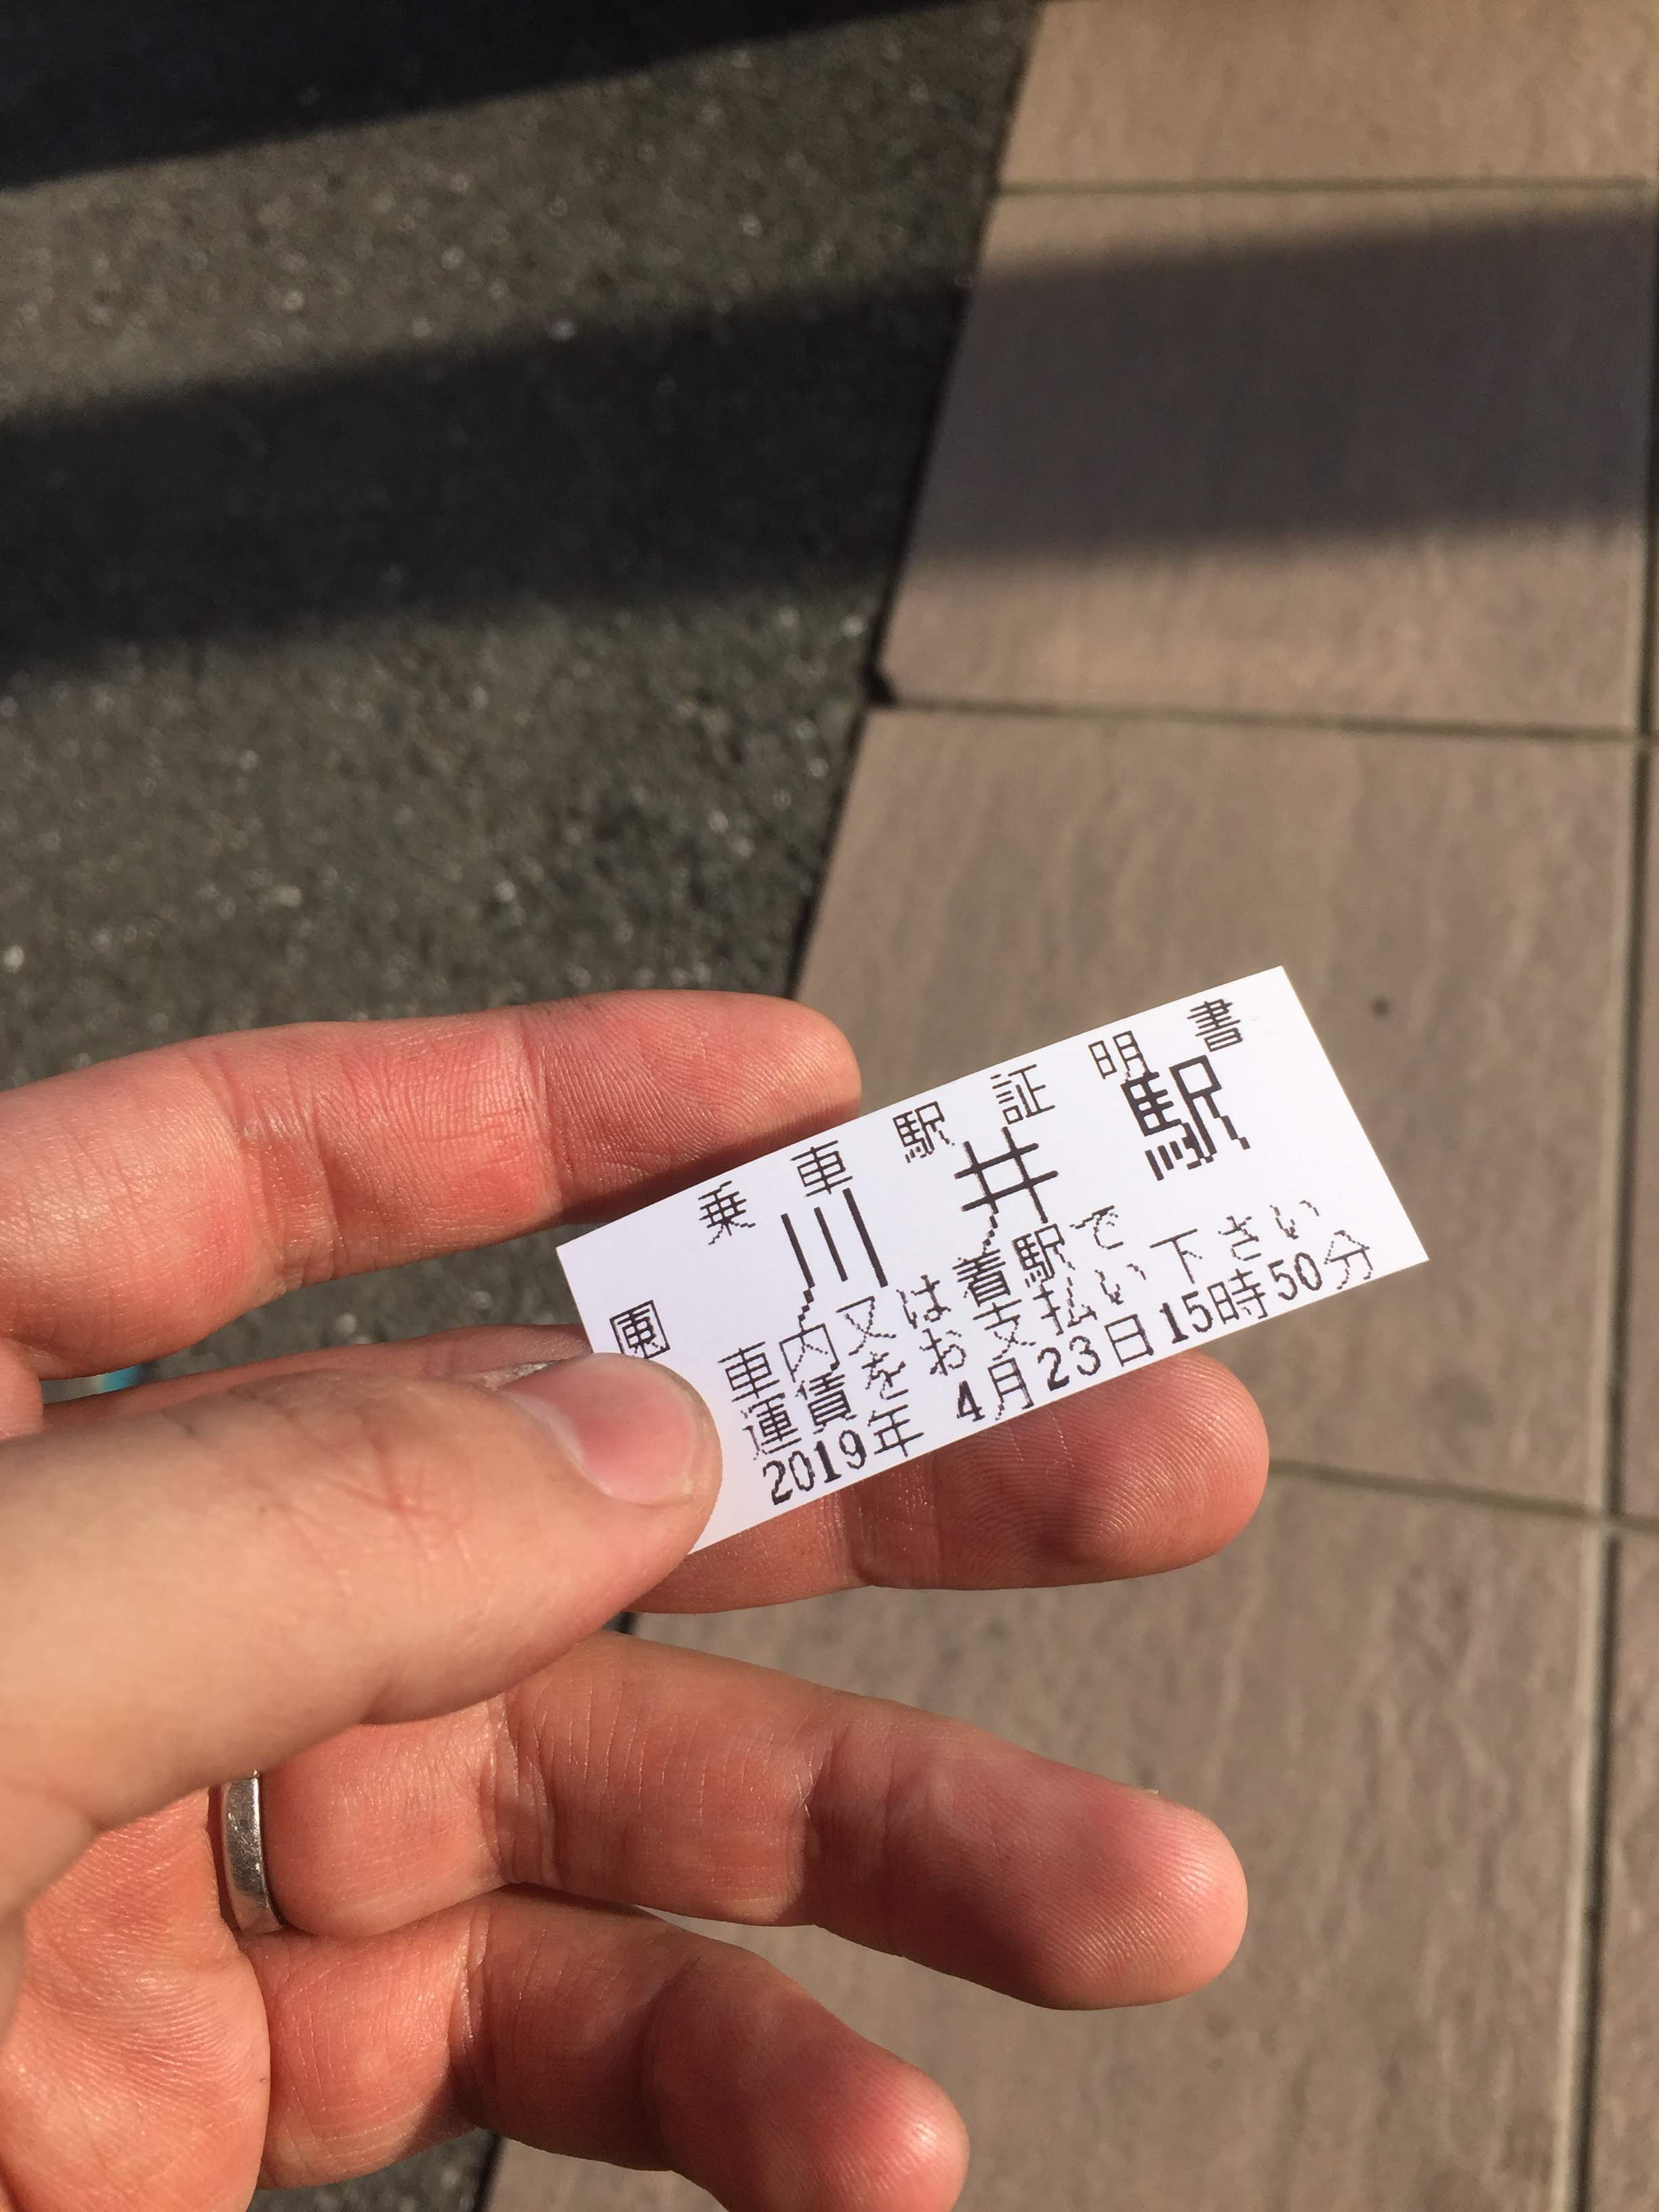 乗車駅証明書
川井駅
東
車内又は着駅で
運賃をお支払い下さい
2019年 4月23日15時50分